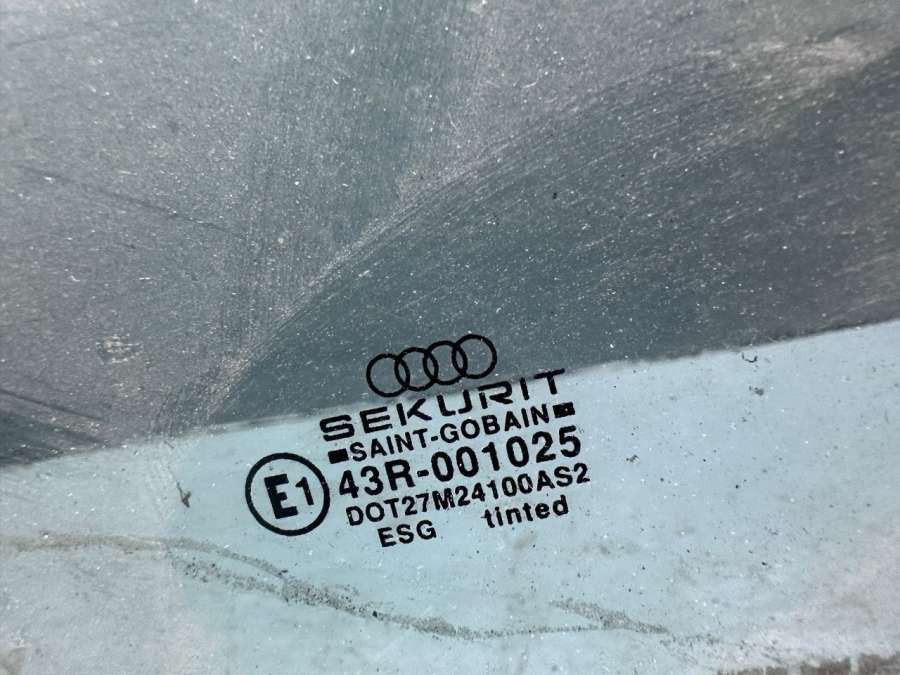 SEKURIT
SAINT-GOBAIN
E1 43R-001025
DOT27M24100AS2
ESG tinted